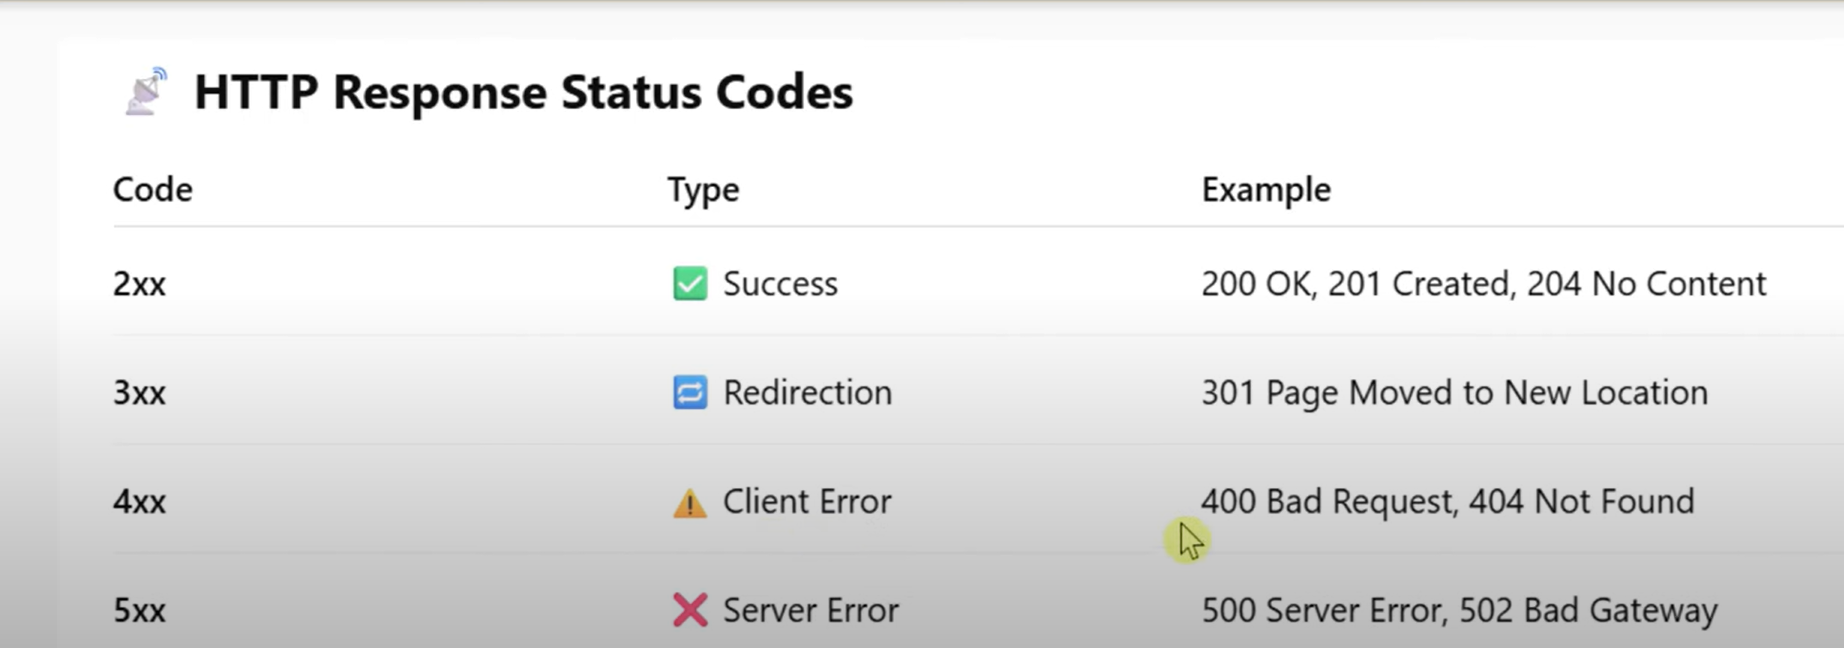 HTTP Response Status Codes
Code Type Example
2xx Success 200 OK, 201 Created, 204 No Content
3xx Redirection 301 Page Moved to New Location
4xx Client Error 400 Bad Request, 404 Not Found
5xx Server Error 500 Server Error, 502 Bad Gateway